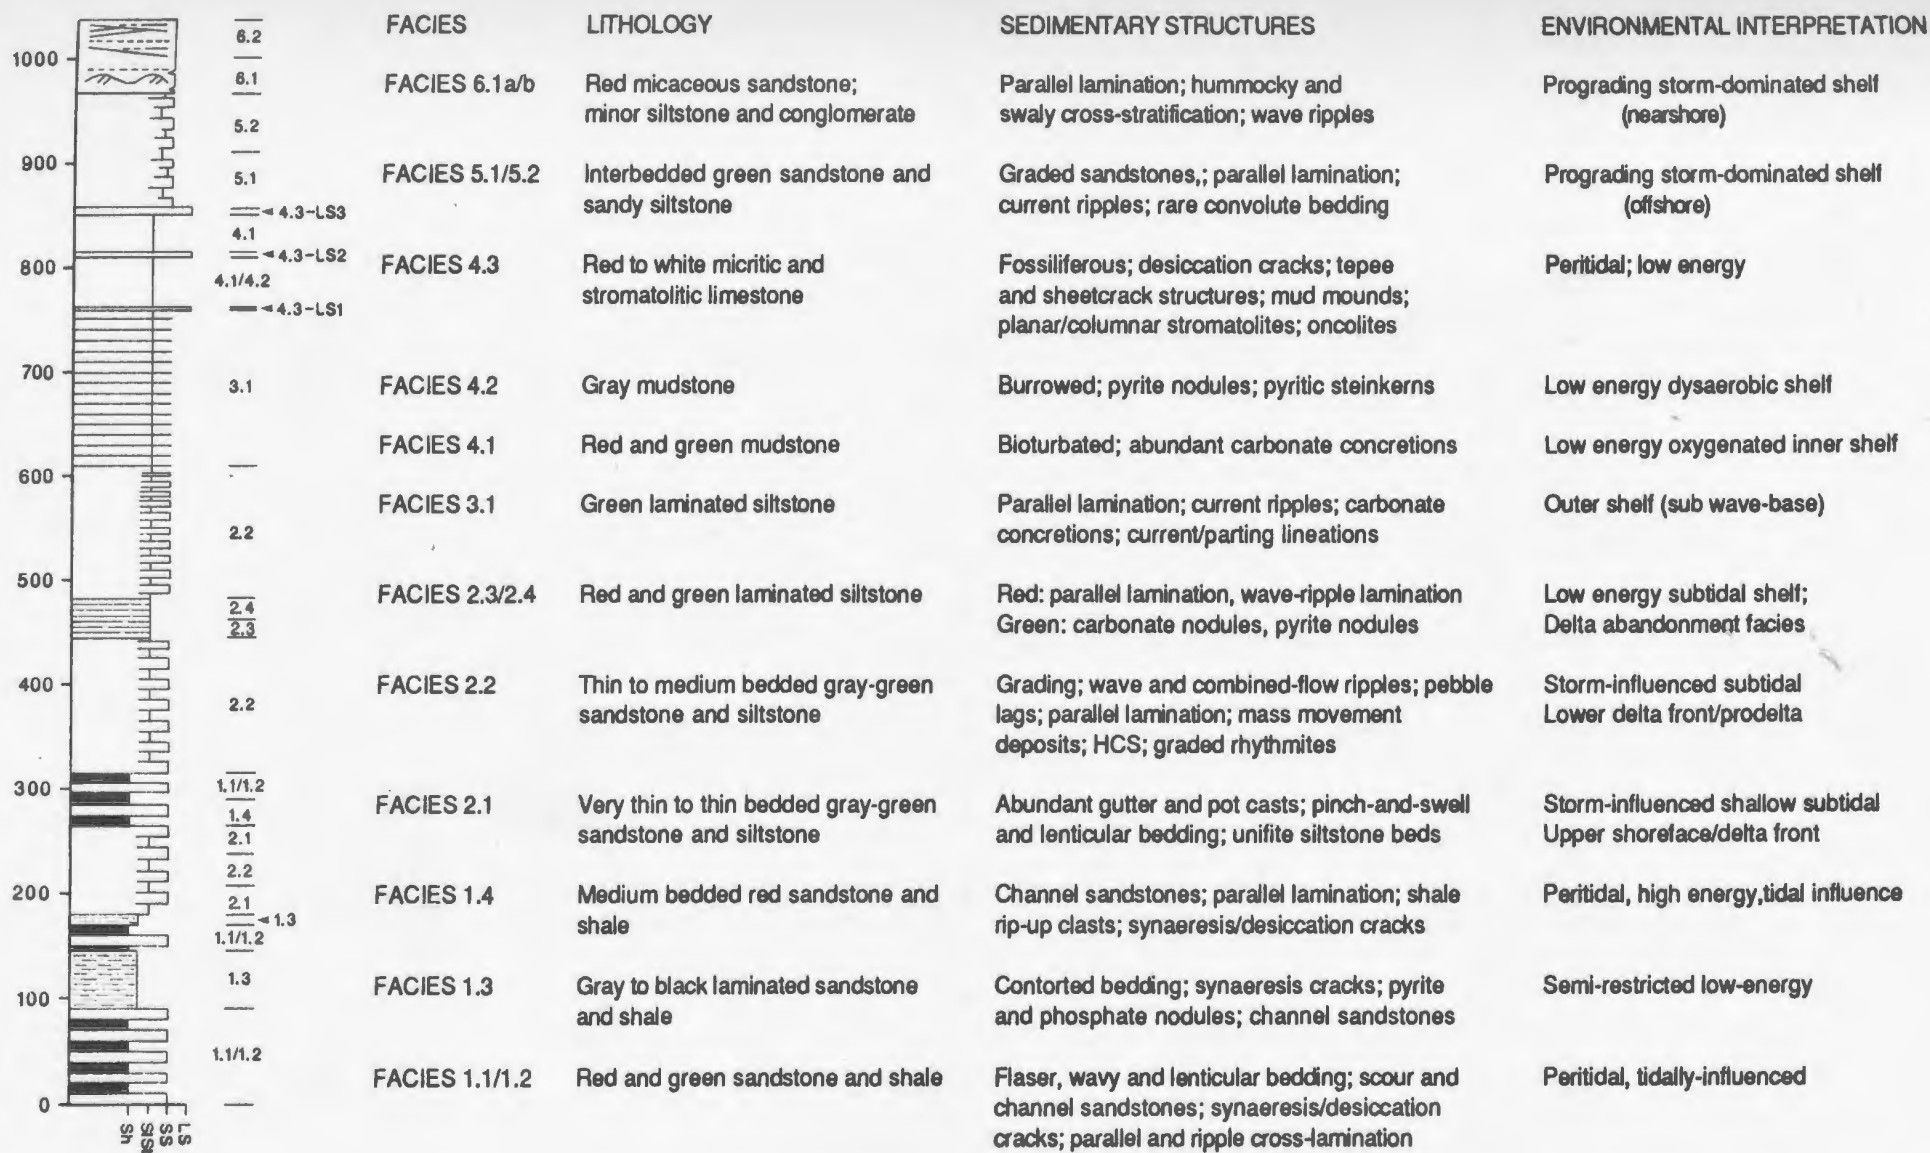 FACIES LITHOLOGY SEDIMENTARY STRUCTURES ENVIRONMENTAL INTERPRETATION
FACIES 6.1a/b Red micaceous sandstone; Parallel lamination; hummocky and Prograding storm-dominated shelf
minor siltstone and conglomerate swaly cross-stratification; wave ripples (nearshore)
FACIES 5.1/5.2 Interbedded green sandstone and Graded sandstones,; parallel lamination; Prograding storm-dominated shelf
sandy siltstone current ripples; rare convolute bedding (offshore)
FACIES 4.3 Red to white micritic and Fossiliferous; desiccation cracks; tepee Peritidal; low energy
stromatolitic limestone and sheetcrack structures; mud mounds;
planar/columnar stromatolites; oncolites
FACIES 4.2 Gray mudstone Burrowed; pyrite nodules; pyritic steinkerns Low energy dysaerobic shelf
FACIES 4.1 Red and green mudstone Bioturbated; abundant carbonate concretions Low energy oxygenated inner shelf
FACIES 3.1 Green laminated siltstone Parallel lamination; current ripples; carbonate Outer shelf (sub wave-base)
concretions; current/parting lineations
FACIES 2.3/2.4 Red and green laminated siltstone Red: parallel lamination, wave-ripple lamination Low energy subtidal shelf;
Green: carbonate nodules, pyrite nodules Delta abandonment facies
FACIES 2.2 Thin to medium bedded gray-green Grading; wave and combined-flow ripples; pebble Storm-influenced subtidal
sandstone and siltstone lags; parallel lamination; mass movement Lower delta front/prodelta
deposits; HCS; graded rhythmites
FACIES 2.1 Very thin to thin bedded gray-green Abundant gutter and pot casts; pinch-and-swell Storm-influenced shallow subtidal
sandstone and siltstone and lenticular bedding; unifite siltstone beds Upper shoreface/delta front
FACIES 1.4 Medium bedded red sandstone and Channel sandstones; parallel lamination; shale Peritidal, high energy,tidal influence
shale rip-up clasts; synaeresis/desiccation cracks
FACIES 1.3 Gray to black laminated sandstone Contorted bedding; synaeresis cracks; pyrite Semi-restricted low-energy
and shale and phosphate nodules; channel sandstones
FACIES 1.1/1.2 Red and green sandstone and shale Flaser, wavy and lenticular bedding; scour and Peritidal, tidally-influenced
channel sandstones; synaeresis/desiccation
cracks; parallel and ripple cross-lamination
1000
900
800
700
600
500
400
300
200
100
0
6.2
6.1
5.2
5.1
4.3-LS3
4.1
4.3-LS2
4.1/4.2
4.3-LS1
3.1
2.2
2.4
2.3
2.2
1.1/1.2
1.4
2.1
2.2
2.1
1.3
1.1/1.2
1.3
1.1/1.2
Sh
SS
LS